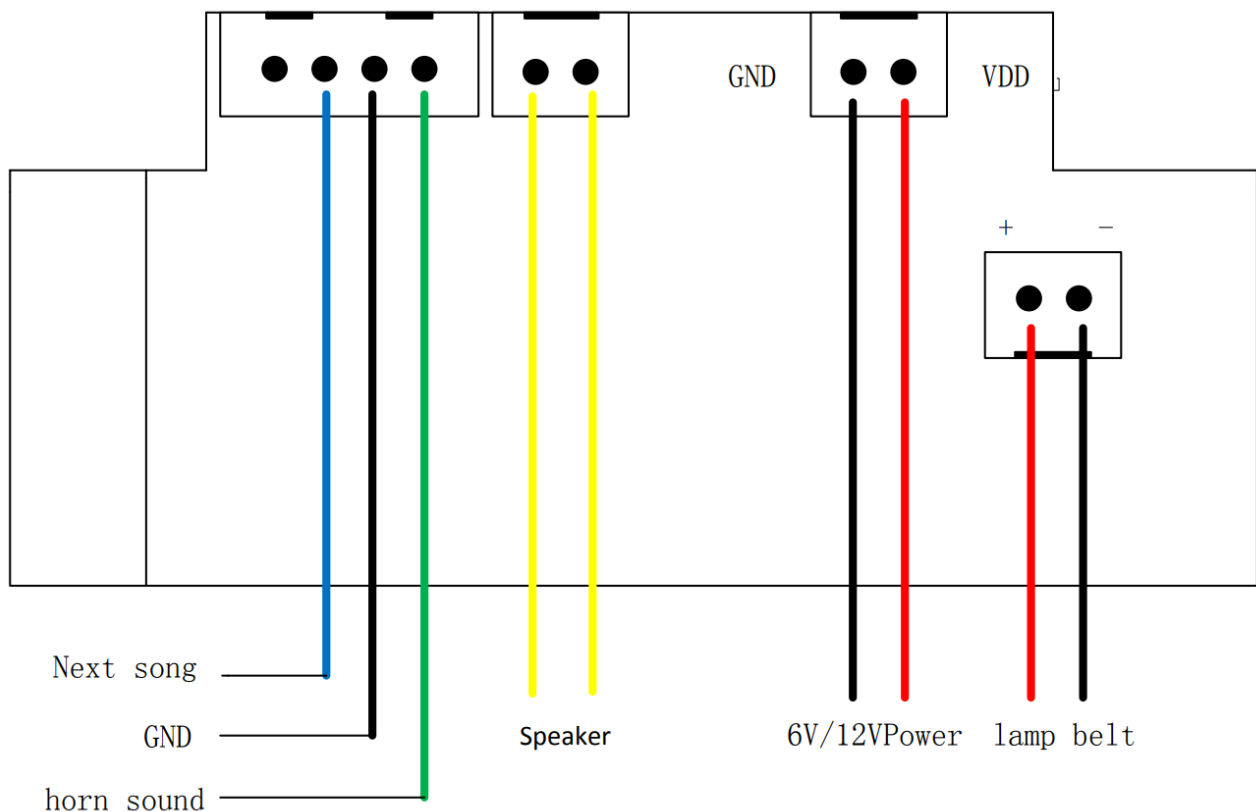 GND
VDD
+ -
Next song
GND
horn sound
Speaker
6V/12VPower
lamp belt